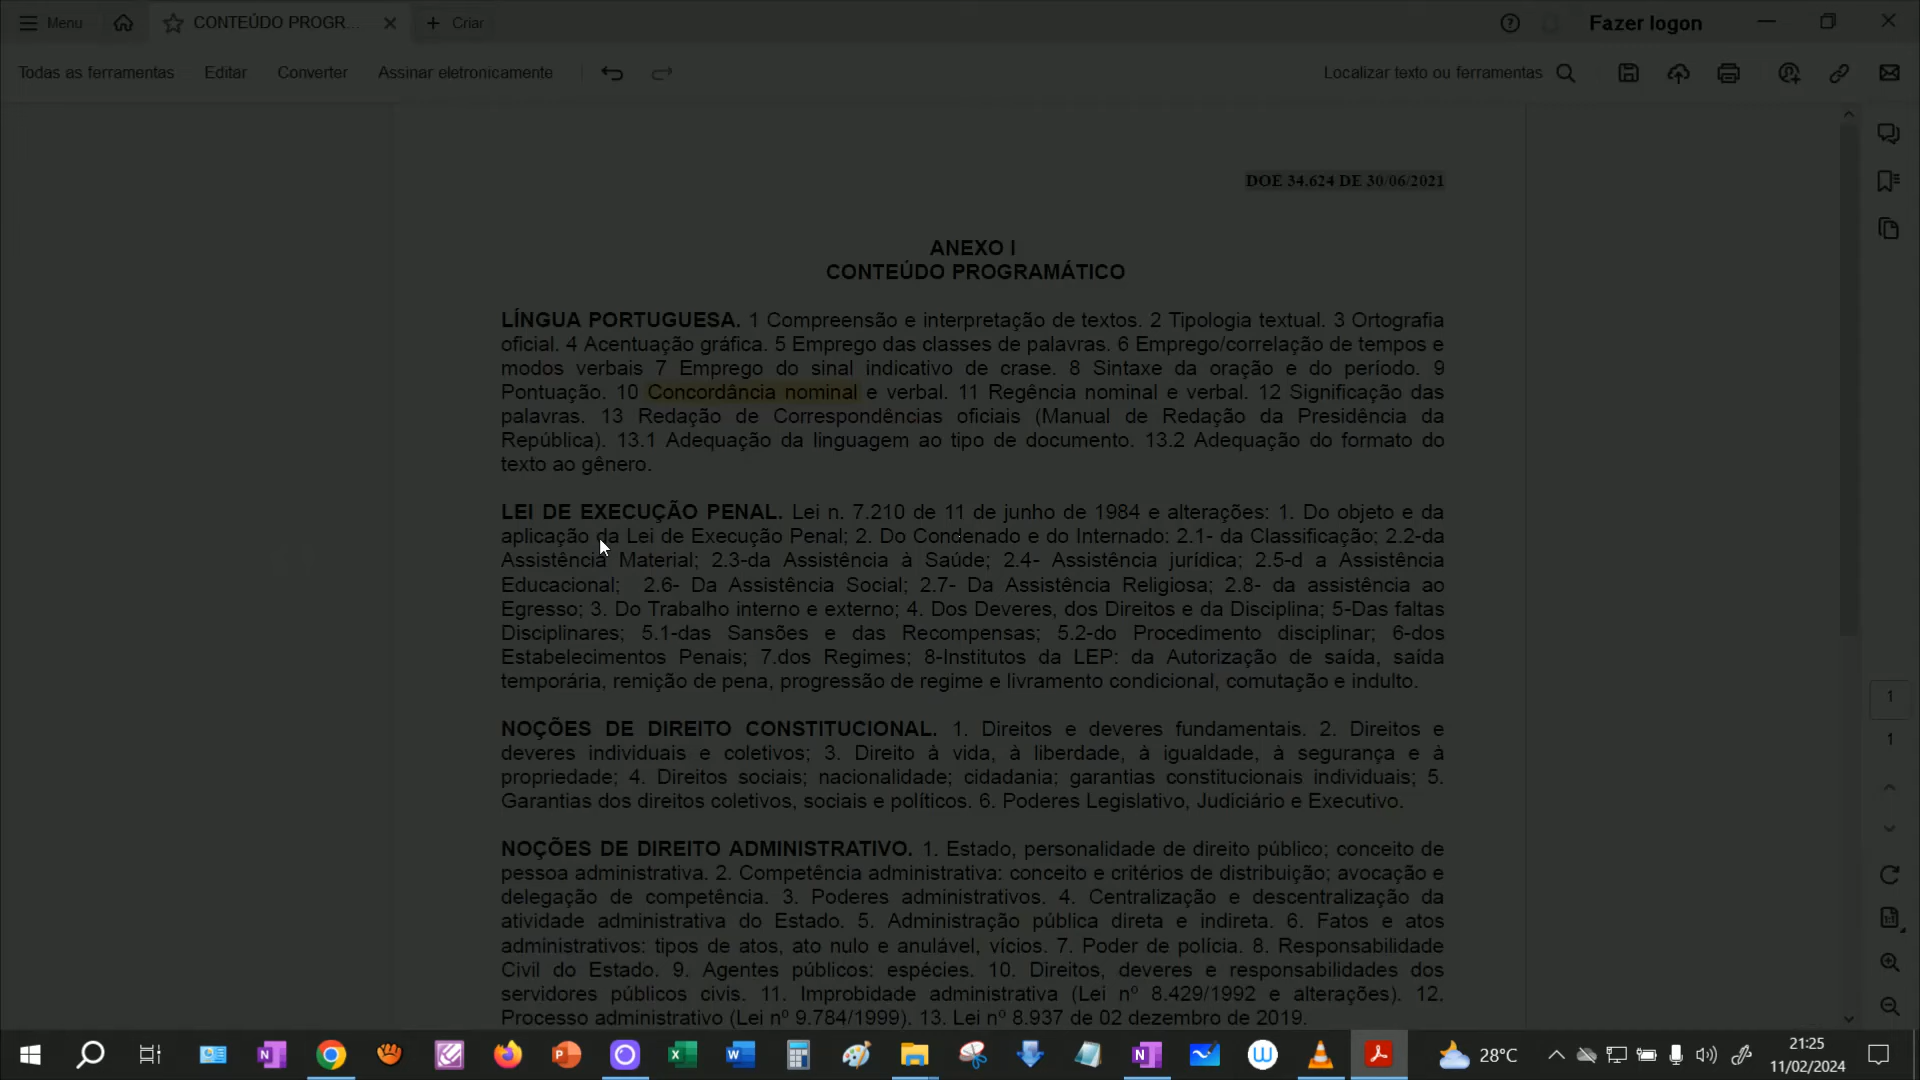 Menu
CONTEÚDO PROGR...
Criar
Fazer logon
Todas as ferramentas
Editar
Converter
Assinar eletronicamente
Localizar texto ou ferramentas
DOE 34.624 DE 30/06/2021
ANEXO I
CONTEÚDO PROGRAMÁTICO
LÍNGUA PORTUGUESA. 1 Compreensão e interpretação de textos. 2 Tipologia textual. 3 Ortografia
oficial. 4 Acentuação gráfica. 5 Emprego das classes de palavras. 6 Emprego/correlação de tempos e
modos verbais 7 Emprego do sinal indicativo de crase. 8 Sintaxe da oração e do período. 9
Pontuação. 10 Concordância nominal e verbal. 11 Regência nominal e verbal. 12 Significação das
palavras. 13 Redação de Correspondências oficiais (Manual de Redação da Presidência da
República). 13.1 Adequação da linguagem ao tipo de documento. 13.2 Adequação do formato do
texto ao gênero.
LEI DE EXECUÇÃO PENAL. Lei n. 7.210 de 11 de junho de 1984 e alterações: 1. Do objeto e da
aplicação da Lei de Execução Penal; 2. Do Condenado e do Internado: 2.1- da Classificação; 2.2-da
Assistência Material; 2.3-da Assistência à Saúde; 2.4- Assistência jurídica; 2.5-d a Assistência
Educacional; 2.6- Da Assistência Social; 2.7- Da Assistência Religiosa; 2.8- da assistência ao
Egresso; 3. Do Trabalho interno e externo; 4. Dos Deveres, dos Direitos e da Disciplina; 5-Das faltas
Disciplinares; 5.1-das Sansões e das Recompensas; 5.2-do Procedimento disciplinar; 6-dos
Estabelecimentos Penais; 7.dos Regimes; 8-Institutos da LEP: da Autorização de saída, saída
temporária, remição de pena, progressão de regime e livramento condicional, comutação e indulto.
NOÇÕES DE DIREITO CONSTITUCIONAL. 1. Direitos e deveres fundamentais. 2. Direitos e
deveres individuais e coletivos; 3. Direito à vida, à liberdade, à igualdade, à segurança e à
propriedade; 4. Direitos sociais; nacionalidade; cidadania; garantias constitucionais individuais; 5.
Garantias dos direitos coletivos, sociais e políticos. 6. Poderes Legislativo, Judiciário e Executivo.
NOÇÕES DE DIREITO ADMINISTRATIVO. 1. Estado, personalidade de direito público; conceito de
pessoa administrativa. 2. Competência administrativa: conceito e critérios de distribuição; avocação e
delegação de competência. 3. Poderes administrativos. 4. Centralização e descentralização da
atividade administrativa do Estado. 5. Administração pública direta e indireta. 6. Fatos e atos
administrativos: tipos de atos, ato nulo e anulável, vícios. 7. Poder de polícia. 8. Responsabilidade
Civil do Estado. 9. Agentes públicos: espécies. 10. Direitos, deveres e responsabilidades dos
servidores públicos civis. 11. Improbidade administrativa (Lei nº 8.429/1992 e alterações). 12.
Processo administrativo (Lei nº 9.784/1999). 13. Lei nº 8.937 de 02 dezembro de 2019.
1
1
28°C
21:25
11/02/2024